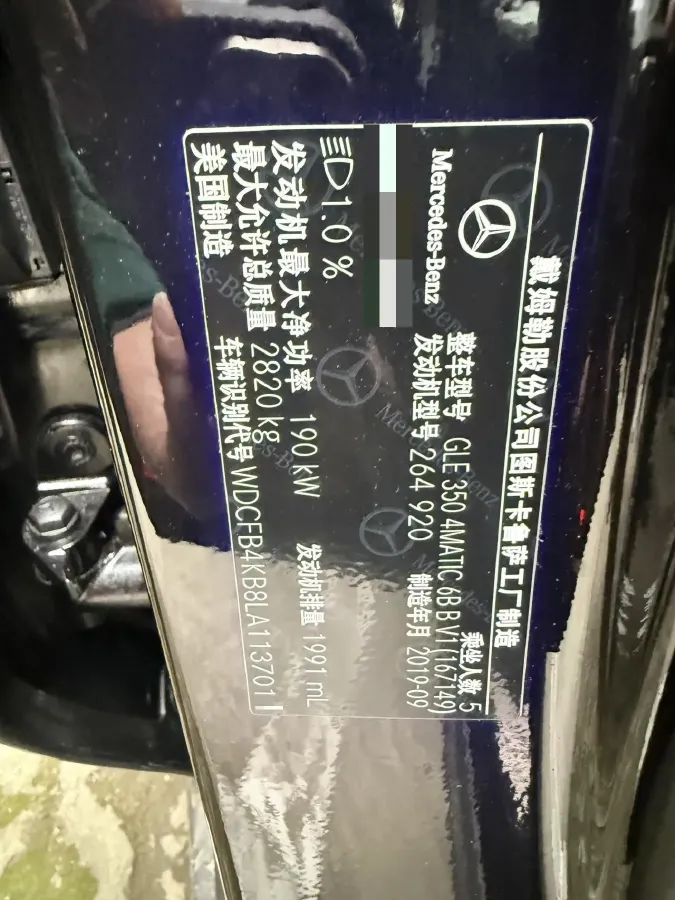 戴姆勒股份公司图斯卡鲁萨工厂制造
Mercedes-Benz
整车型号 GLE 350 4MATIC 6B B V1 (167149)
乘坐人数 5
发动机型号 264 920
制造年月 2019-09
1.0 %
发动机最大净功率 190 kW
发动机排量 1991 mL
最大允许总质量 2820 kg
美国制造
车辆识别代号 WDCFB4KB8LA113701